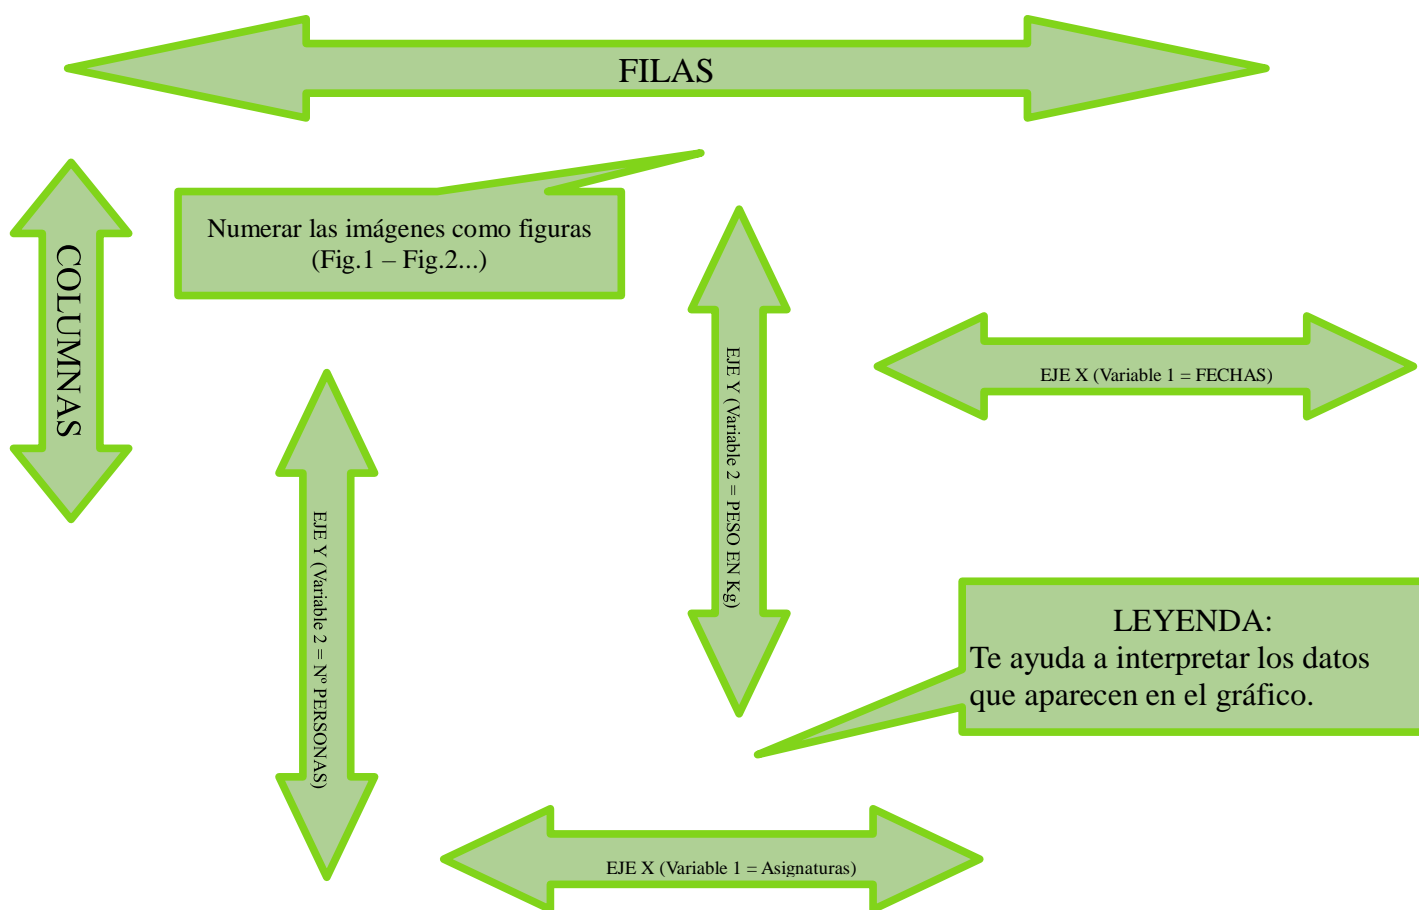 FILAS
Numerar las imágenes como figuras
(Fig.1 – Fig.2...)
COLUMNAS
EJE Y (Variable 2 = PESO EN Kg)
EJE X (Variable 1 = FECHAS)
EJE Y (Variable 2 = Nº PERSONAS)
LEYENDA:
Te ayuda a interpretar los datos
que aparecen en el gráfico.
EJE X (Variable 1 = Asignaturas)